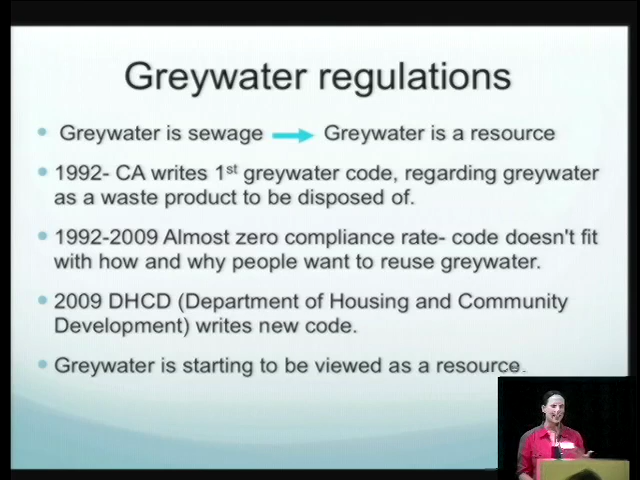 Greywater regulations
Greywater is sewage → Greywater is a resource
1992- CA writes 1st greywater code, regarding greywater
as a waste product to be disposed of.
1992-2009 Almost zero compliance rate- code doesn't fit
with how and why people want to reuse greywater.
2009 DHCD (Department of Housing and Community
Development) writes new code.
Greywater is starting to be viewed as a resource.